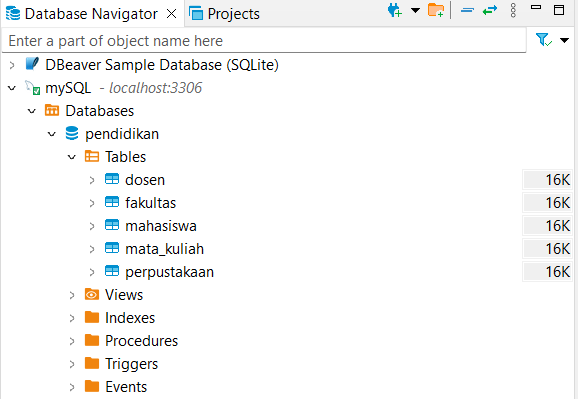 Database Navigator Projects
Enter a part of object name here
DBeaver Sample Database (SQLite)
mySQL - localhost:3306
Databases
pendidikan
Tables
dosen 16K
fakultas 16K
mahasiswa 16K
mata_kuliah 16K
perpustakaan 16K
Views
Indexes
Procedures
Triggers
Events